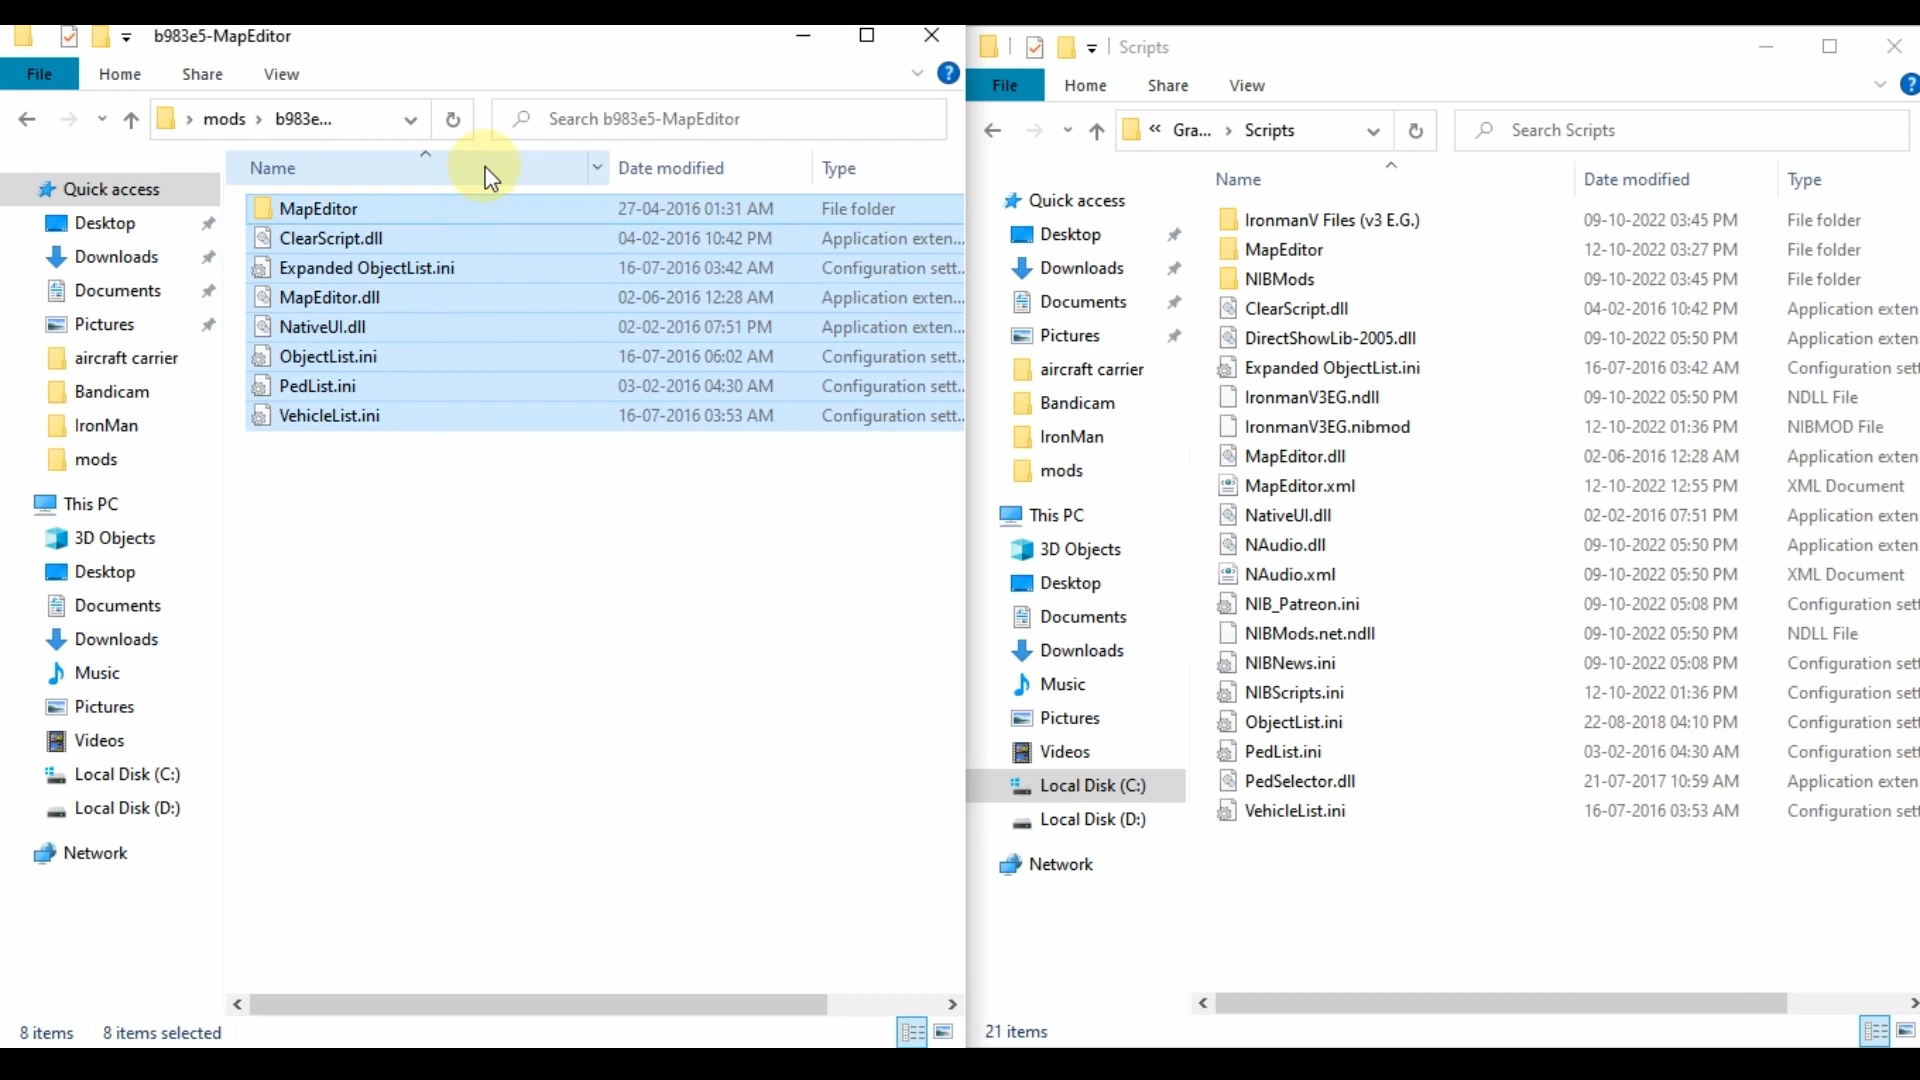 b983e5-MapEditor
File Home Share View
mods b983e... Search b983e5-MapEditor
Name Date modified Type
Quick access
Desktop
Downloads
Documents
Pictures
aircraft carrier
Bandicam
IronMan
mods
This PC
3D Objects
Desktop
Documents
Downloads
Music
Pictures
Videos
Local Disk (C:)
Local Disk (D:)
Network
MapEditor 27-04-2016 01:31 AM File folder
ClearScript.dll 04-02-2016 10:42 PM Application exten...
Expanded ObjectList.ini 16-07-2016 03:42 AM Configuration sett...
MapEditor.dll 02-06-2016 12:28 AM Application exten...
NativeUI.dll 02-02-2016 07:51 PM Application exten...
ObjectList.ini 16-07-2016 06:02 AM Configuration sett...
PedList.ini 03-02-2016 04:30 AM Configuration sett...
VehicleList.ini 16-07-2016 03:53 AM Configuration sett...
8 items 8 items selected
Scripts
File Home Share View
« Gra... Scripts Search Scripts
Name Date modified Type
Quick access
Desktop
Downloads
Documents
Pictures
aircraft carrier
Bandicam
IronMan
mods
This PC
3D Objects
Desktop
Documents
Downloads
Music
Pictures
Videos
Local Disk (C:)
Local Disk (D:)
Network
IronmanV Files (v3 E.G.) 09-10-2022 03:45 PM File folder
MapEditor 12-10-2022 03:27 PM File folder
NIBMods 09-10-2022 03:45 PM File folder
ClearScript.dll 04-02-2016 10:42 PM Application exten
DirectShowLib-2005.dll 09-10-2022 05:50 PM Application exten
Expanded ObjectList.ini 16-07-2016 03:42 AM Configuration sett
IronmanV3EG.ndll 09-10-2022 05:50 PM NDLL File
IronmanV3EG.nibmod 12-10-2022 01:36 PM NIBMOD File
MapEditor.dll 02-06-2016 12:28 AM Application exten
MapEditor.xml 12-10-2022 12:55 PM XML Document
NativeUI.dll 02-02-2016 07:51 PM Application exten
NAudio.dll 09-10-2022 05:50 PM Application exten
NAudio.xml 09-10-2022 05:50 PM XML Document
NIB_Patreon.ini 09-10-2022 05:08 PM Configuration sett
NIBMods.net.ndll 09-10-2022 05:50 PM NDLL File
NIBNews.ini 09-10-2022 05:08 PM Configuration sett
NIBScripts.ini 12-10-2022 01:36 PM Configuration sett
ObjectList.ini 22-08-2018 04:10 PM Configuration sett
PedList.ini 03-02-2016 04:30 AM Configuration sett
PedSelector.dll 21-07-2017 10:59 AM Application exten
VehicleList.ini 16-07-2016 03:53 AM Configuration sett
21 items